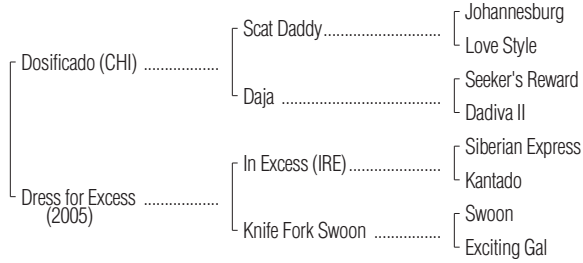 Johannesburg
Scat Daddy
Love Style
Dosificado (CHI)
Seeker's Reward
Daja
Dadiva II
Siberian Express
In Excess (IRE)
Kantado
Dress for Excess
(2005)
Swoon
Knife Fork Swoon
Exciting Gal